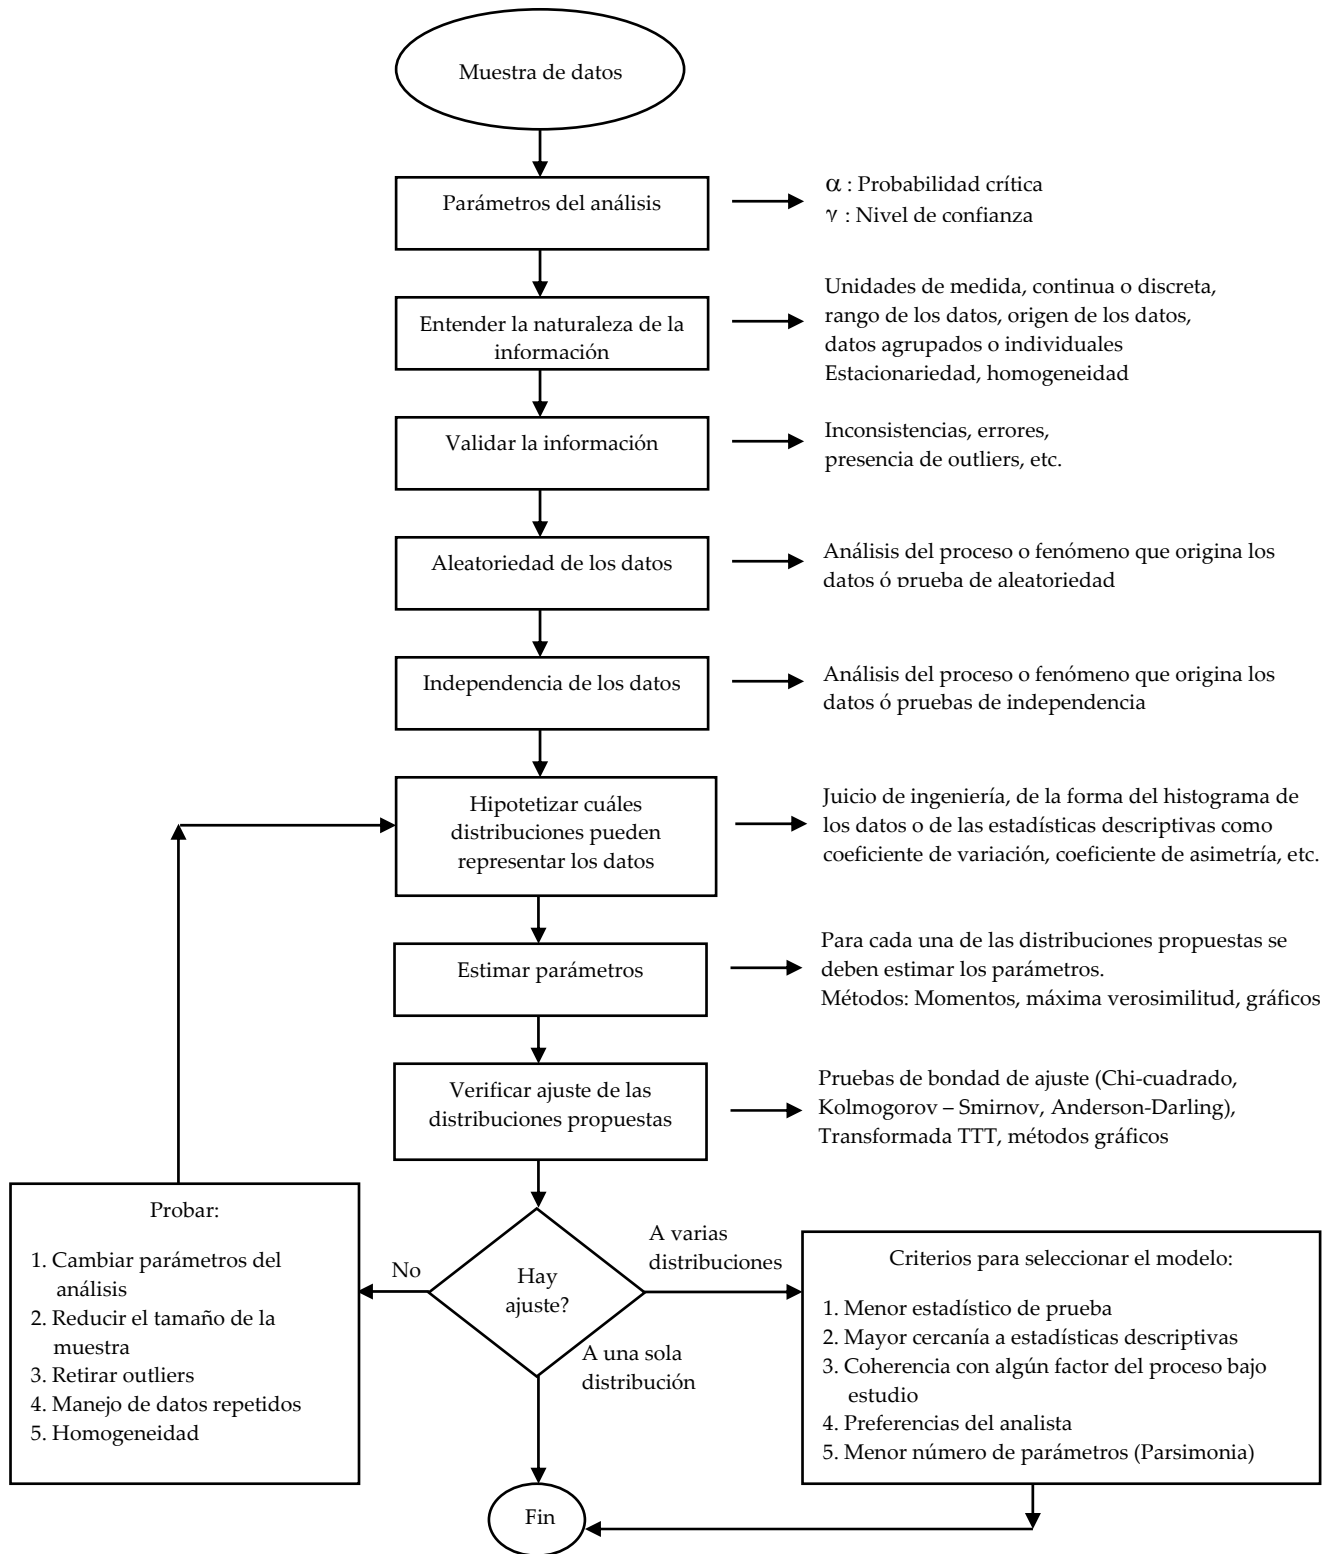 Muestra de datos
Parámetros del análisis
α : Probabilidad crítica
γ : Nivel de confianza
Entender la naturaleza de la
información
Unidades de medida, continua o discreta,
rango de los datos, origen de los datos,
datos agrupados o individuales
Estacionariedad, homogeneidad
Validar la información
Inconsistencias, errores,
presencia de outliers, etc.
Aleatoriedad de los datos
Análisis del proceso o fenómeno que origina los
datos ó prueba de aleatoriedad
Independencia de los datos
Análisis del proceso o fenómeno que origina los
datos ó pruebas de independencia
Hipotetizar cuáles
distribuciones pueden
representar los datos
Juicio de ingeniería, de la forma del histograma de
los datos o de las estadísticas descriptivas como
coeficiente de variación, coeficiente de asimetría, etc.
Estimar parámetros
Para cada una de las distribuciones propuestas se
deben estimar los parámetros.
Métodos: Momentos, máxima verosimilitud, gráficos
Verificar ajuste de las
distribuciones propuestas
Pruebas de bondad de ajuste (Chi-cuadrado,
Kolmogorov – Smirnov, Anderson-Darling),
Transformada TTT, métodos gráficos
Probar:
1. Cambiar parámetros del
análisis
2. Reducir el tamaño de la
muestra
3. Retirar outliers
4. Manejo de datos repetidos
5. Homogeneidad
No
Hay
ajuste?
A varias
distribuciones
A una sola
distribución
Criterios para seleccionar el modelo:
1. Menor estadístico de prueba
2. Mayor cercanía a estadísticas descriptivas
3. Coherencia con algún factor del proceso bajo
estudio
4. Preferencias del analista
5. Menor número de parámetros (Parsimonia)
Fin